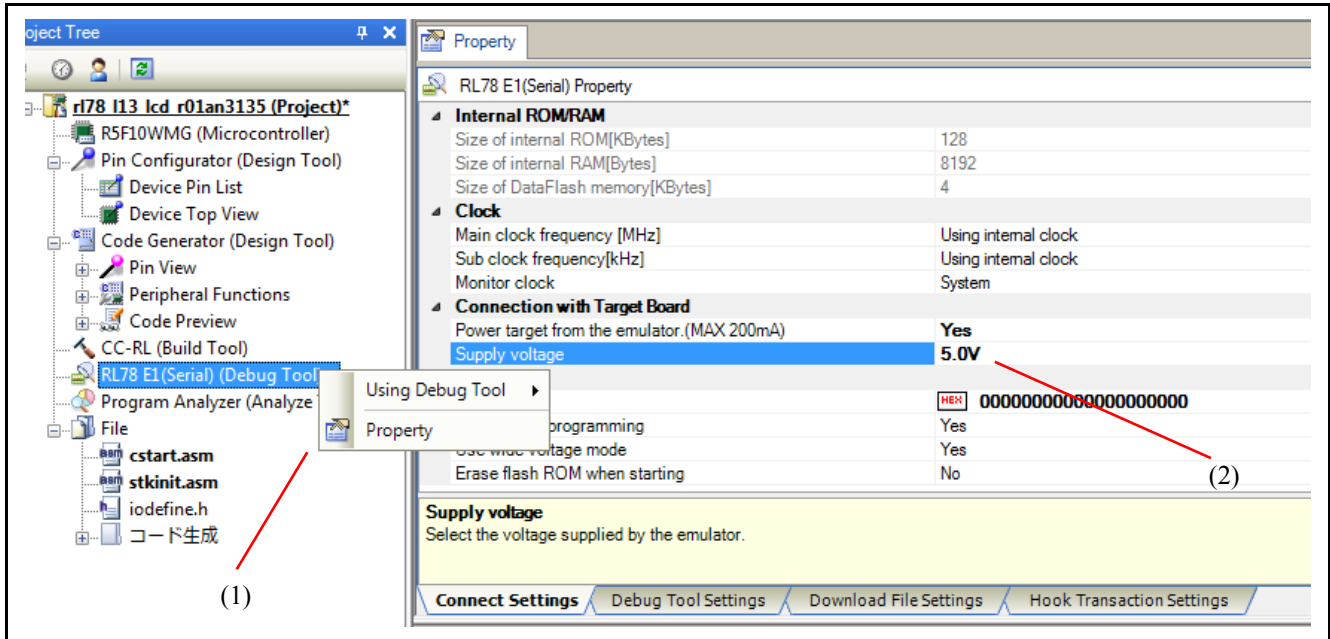 oject Tree
Property
RL78 E1(Serial) Property
rl78_l13_lcd_r01an3135 (Project)*
R5F10WMG (Microcontroller)
Pin Configurator (Design Tool)
Device Pin List
Device Top View
Code Generator (Design Tool)
Pin View
Peripheral Functions
Code Preview
CC-RL (Build Tool)
RL78 E1(Serial) (Debug Tool)
Program Analyzer (Analyze
File
cstart.asm
stkinit.asm
iodefine.h
コード生成
Using Debug Tool
Property
Internal ROM/RAM
Size of internal ROM[KBytes] 128
Size of internal RAM[Bytes] 8192
Size of DataFlash memory[KBytes] 4
Clock
Main clock frequency [MHz] Using internal clock
Sub clock frequency[kHz] Using internal clock
Monitor clock System
Connection with Target Board
Power target from the emulator.(MAX 200mA) Yes
Supply voltage 5.0V
HEX 00000000000000000000
programming Yes
Use wide voltage mode Yes
Erase flash ROM when starting No
Supply voltage
Select the voltage supplied by the emulator.
Connect Settings Debug Tool Settings Download File Settings Hook Transaction Settings
(1)
(2)